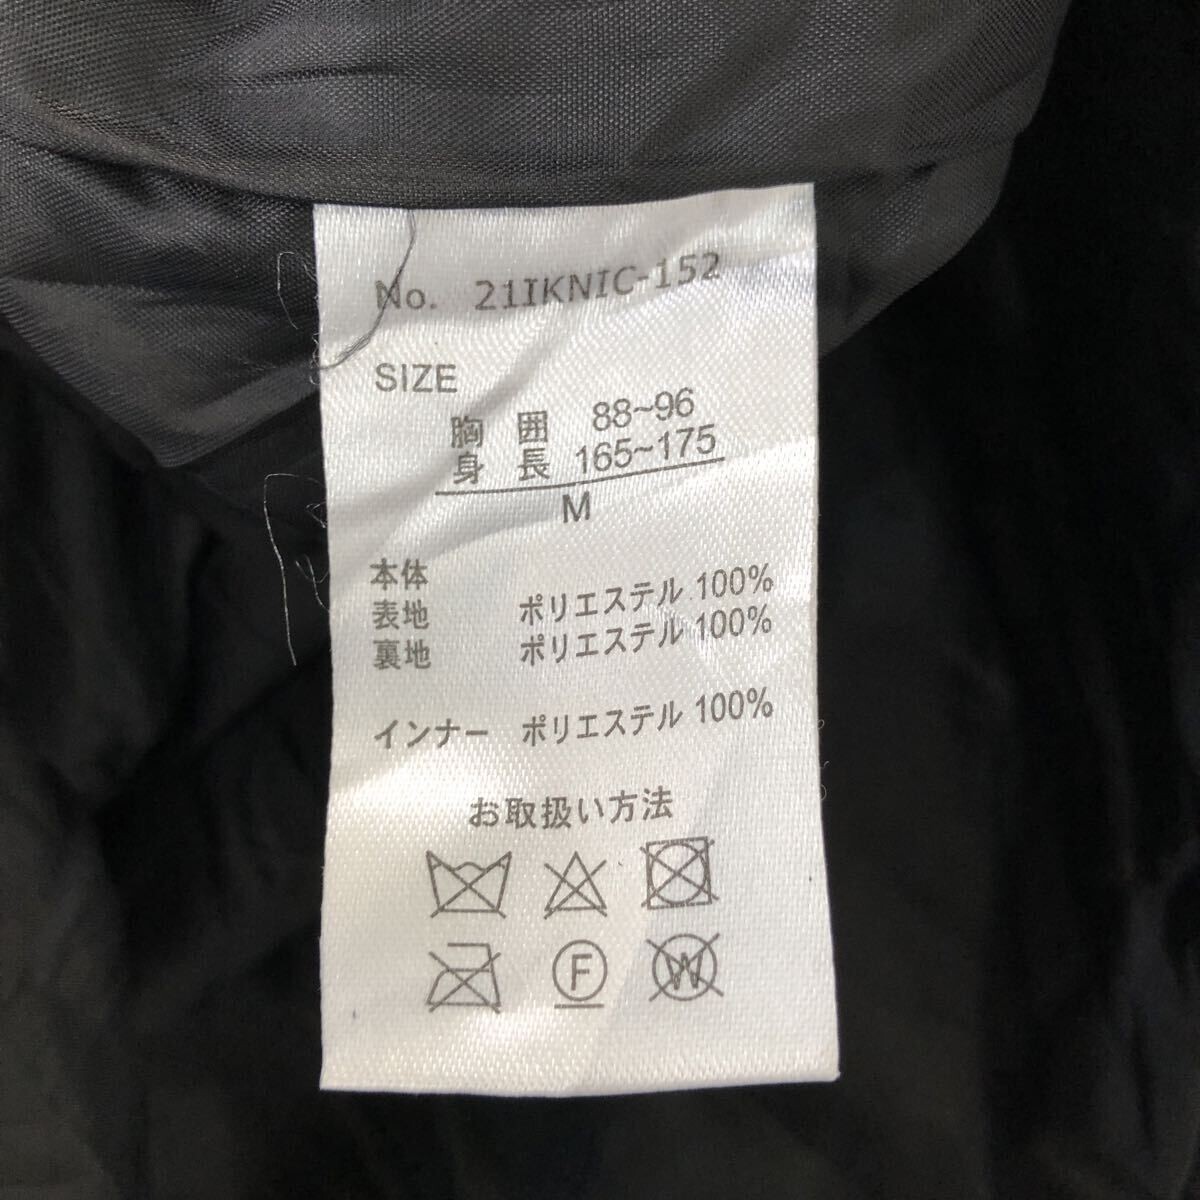 No. 21IKNIC-152
SIZE
胸 囲 88~96
身 長 165~175
M
本体
表地 ポリエステル 100%
裏地 ポリエステル 100%
インナー ポリエステル 100%
お取扱い方法
F W